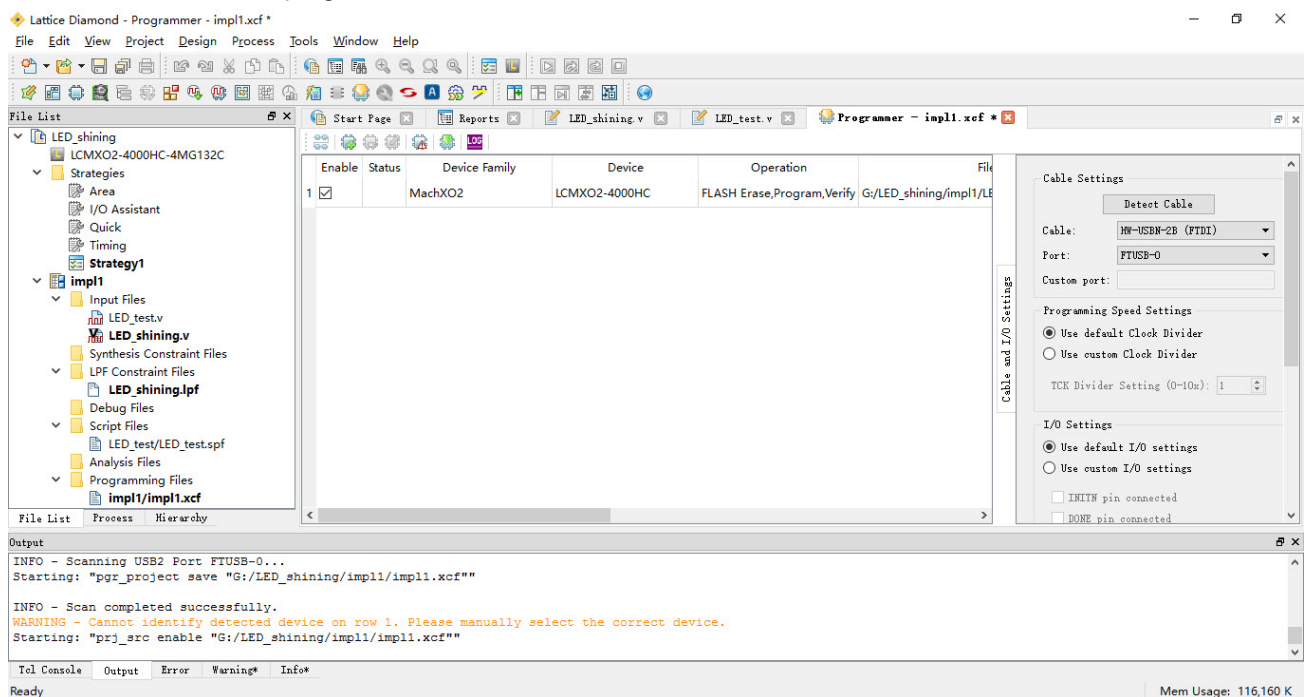 Lattice Diamond - Programmer - impl1.xcf *
File Edit View Project Design Process Tools Window Help
File List
Start Page Reports LED_shining.v LED_test.v Programmer - impl1.xcf *
LED_shining
LCMXO2-4000HC-4MG132C
Strategies
Area
I/O Assistant
Quick
Timing
Strategy1
impl1
Input Files
LED_test.v
LED_shining.v
Synthesis Constraint Files
LPF Constraint Files
LED_shining.lpf
Debug Files
Script Files
LED_test/LED_test.spf
Analysis Files
Programming Files
impl1/impl1.xcf
File List Process Hierarchy
LOG
Enable Status Device Family Device Operation File
1 MachXO2 LCMXO2-4000HC FLASH Erase,Program,Verify G:/LED_shining/impl1/LE
Cable and I/O Settings
Cable Settings
Detect Cable
Cable: HW-USBN-2B (FTDI)
Port: FTUSB-0
Custom port:
Programming Speed Settings
Use default Clock Divider
Use custom Clock Divider
TCK Divider Setting (0-10x): 1
I/O Settings
Use default I/O settings
Use custom I/O settings
INITN pin connected
DONE pin connected
Output
INFO - Scanning USB2 Port FTUSB-0...
Starting: "pgr_project save "G:/LED_shining/impl1/impl1.xcf""
INFO - Scan completed successfully.
WARNING - Cannot identify detected device on row 1. Please manually select the correct device.
Starting: "prj_src enable "G:/LED_shining/impl1/impl1.xcf""
Tcl Console Output Error Warning* Info*
Ready Mem Usage: 116,160 K